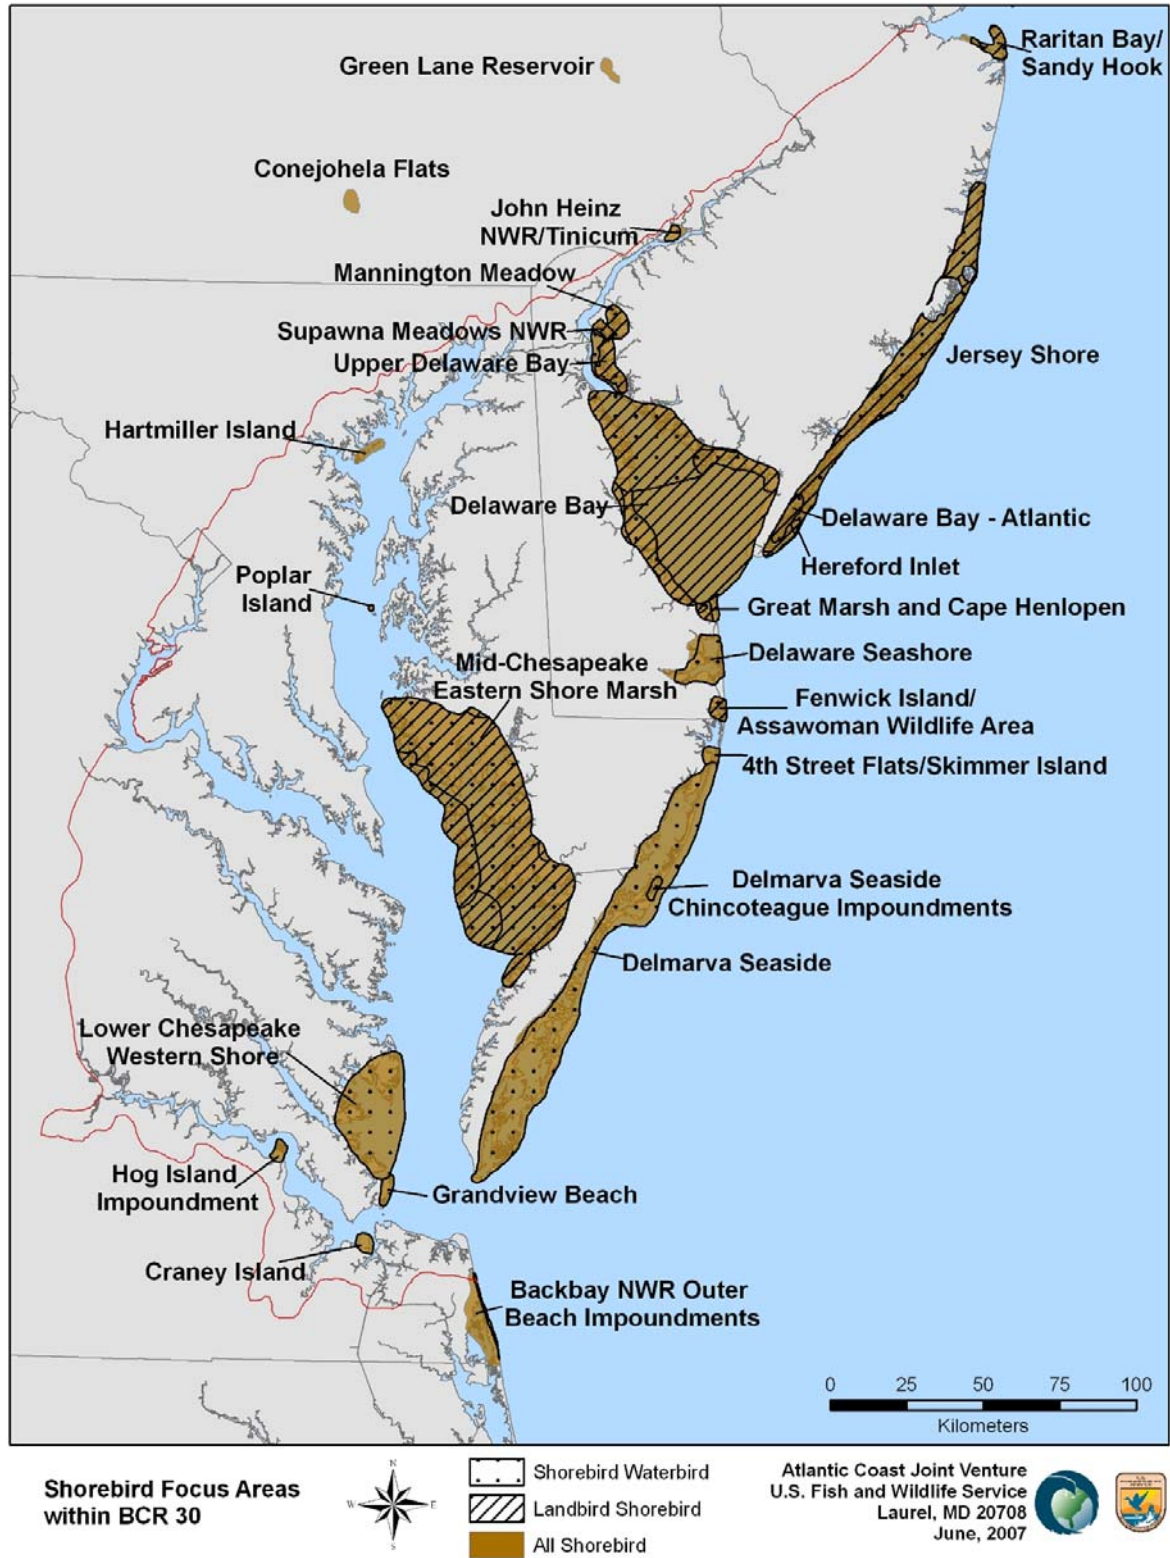 Raritan Bay/
Sandy Hook
Green Lane Reservoir
Conejohela Flats
John Heinz
NWR/Tinicum
Mannington Meadow
Supawna Meadows NWR
Upper Delaware Bay
Jersey Shore
Hartmiller Island
Delaware Bay
Delaware Bay - Atlantic
Hereford Inlet
Poplar
Island
Great Marsh and Cape Henlopen
Delaware Seashore
Mid-Chesapeake
Eastern Shore Marsh
Fenwick Island/
Assawoman Wildlife Area
4th Street Flats/Skimmer Island
Delmarva Seaside
Chincoteague Impoundments
Delmarva Seaside
Lower Chesapeake
Western Shore
Hog Island
Impoundment
Grandview Beach
Craney Island
Backbay NWR Outer
Beach Impoundments
0 25 50 75 100
Kilometers
Shorebird Focus Areas
within BCR 30
N
W E
S
Shorebird Waterbird
Landbird Shorebird
All Shorebird
Atlantic Coast Joint Venture
U.S. Fish and Wildlife Service
Laurel, MD 20708
June, 2007